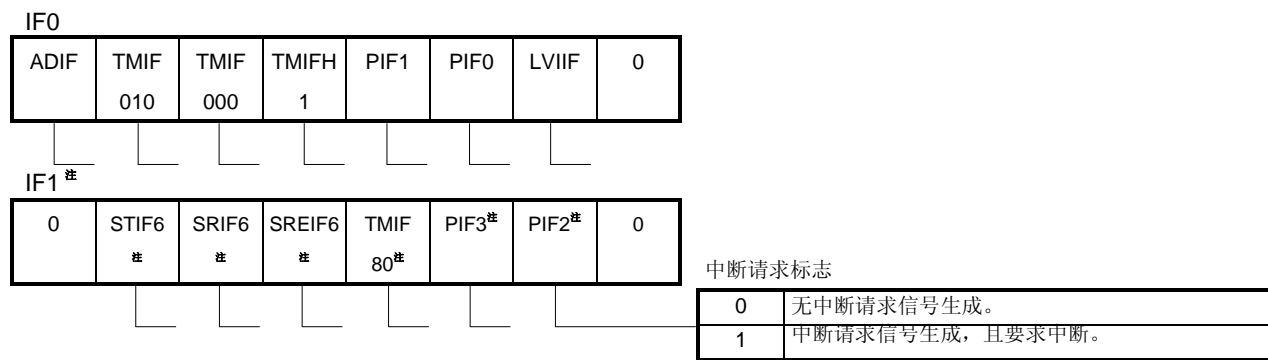 IF0
ADIF TMIF TMIF TMIFH PIF1 PIF0 LVIIF 0
010 000 1
IF1 注
0 STIF6 SRIF6 SREIF6 TMIF PIF3注 PIF2注 0
注 注 注 80注
中断请求标志
0 无中断请求信号生成。
1 中断请求信号生成，且要求中断。